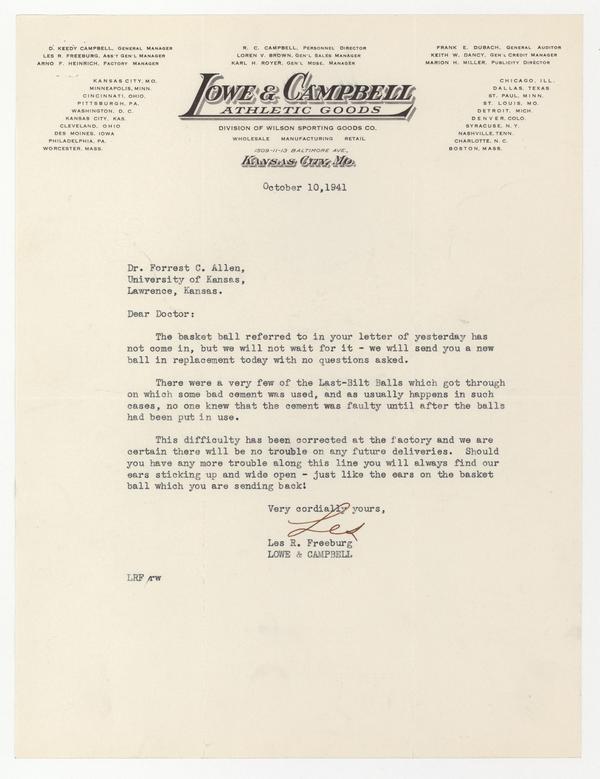 D. KEEDY CAMPBELL, GENERAL MANAGER
LES R. FREEBURG, ASS'T GEN'L MANAGER
ARNO F. HEINRICH, FACTORY MANAGER
R. C. CAMPBELL, PERSONNEL DIRECTOR
LOREN V. BROWN, GEN'L SALES MANAGER
KARL H. ROYER, GEN'L MDSE. MANAGER
FRANK E. DUBACH, GENERAL AUDITOR
KEITH W. DANCY, GEN'L CREDIT MANAGER
MARION H. MILLER, PUBLICITY DIRECTOR
KANSAS CITY, MO.
MINNEAPOLIS, MINN.
CINCINNATI, OHIO.
PITTSBURGH, PA.
WASHINGTON, D. C.
KANSAS CITY, KAS.
CLEVELAND, OHIO
DES MOINES, IOWA
PHILADELPHIA, PA.
WORCESTER, MASS.
LOWE & CAMPBELL
ATHLETIC GOODS
DIVISION OF WILSON SPORTING GOODS CO.
WHOLESALE MANUFACTURING RETAIL
1509-11-13 BALTIMORE AVE.,
KANSAS CITY, MO.
CHICAGO, ILL.
DALLAS, TEXAS
ST. PAUL, MINN.
ST. LOUIS, MO.
DETROIT, MICH.
DENVER, COLO.
SYRACUSE, N. Y.
NASHVILLE, TENN.
CHARLOTTE, N. C.
BOSTON, MASS.
October 10,1941
Dr. Forrest C. Allen,
University of Kansas,
Lawrence, Kansas.
Dear Doctor:
The basket ball referred to in your letter of yesterday has
not come in, but we will not wait for it - we will send you a new
ball in replacement today with no questions asked.
There were a very few of the Last-Bilt Balls which got through
on which some bad cement was used, and as usually happens in such
cases, no one knew that the cement was faulty until after the balls
had been put in use.
This difficulty has been corrected at the factory and we are
certain there will be no trouble on any future deliveries. Should
you have any more trouble along this line you will always find our
ears sticking up and wide open - just like the ears on the basket
ball which you are sending back!
Very cordially yours,
Les
Les R. Freeburg
LOWE & CAMPBELL
LRF/rw